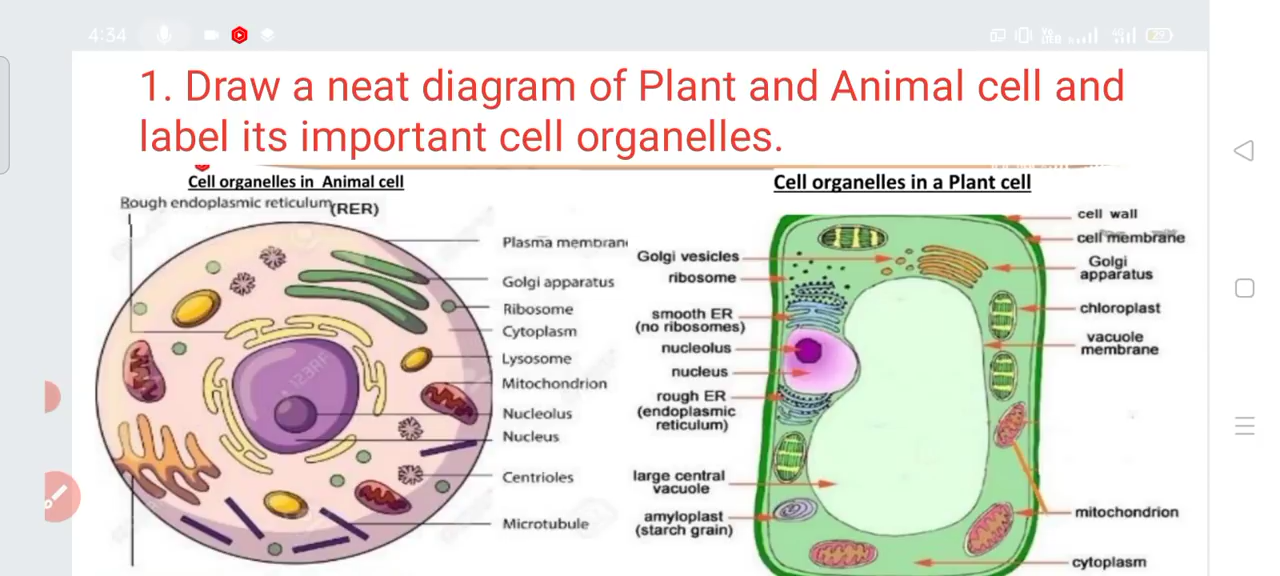 4:34
29
1. Draw a neat diagram of Plant and Animal cell and
label its important cell organelles.
Cell organelles in Animal cell
Rough endoplasmic reticulum (RER)
Plasma membran
Golgi apparatus
Ribosome
Cytoplasm
Lysosome
Mitochondrion
Nucleolus
Nucleus
Centrioles
Microtubule
123RF
Cell organelles in a Plant cell
Golgi vesicles
ribosome
smooth ER
(no ribosomes)
nucleolus
nucleus
rough ER
(endoplasmic
reticulum)
large central
vacuole
amyloplast
(starch grain)
cell wall
cell membrane
Golgi
apparatus
chloroplast
vacuole
membrane
mitochondrion
cytoplasm